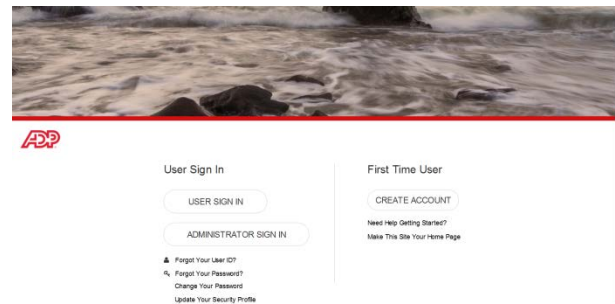 ADP
User Sign In
USER SIGN IN
ADMINISTRATOR SIGN IN
Forgot Your User ID?
Forgot Your Password?
Change Your Password
Update Your Security Profile
First Time User
CREATE ACCOUNT
Need Help Getting Started?
Make This Site Your Home Page